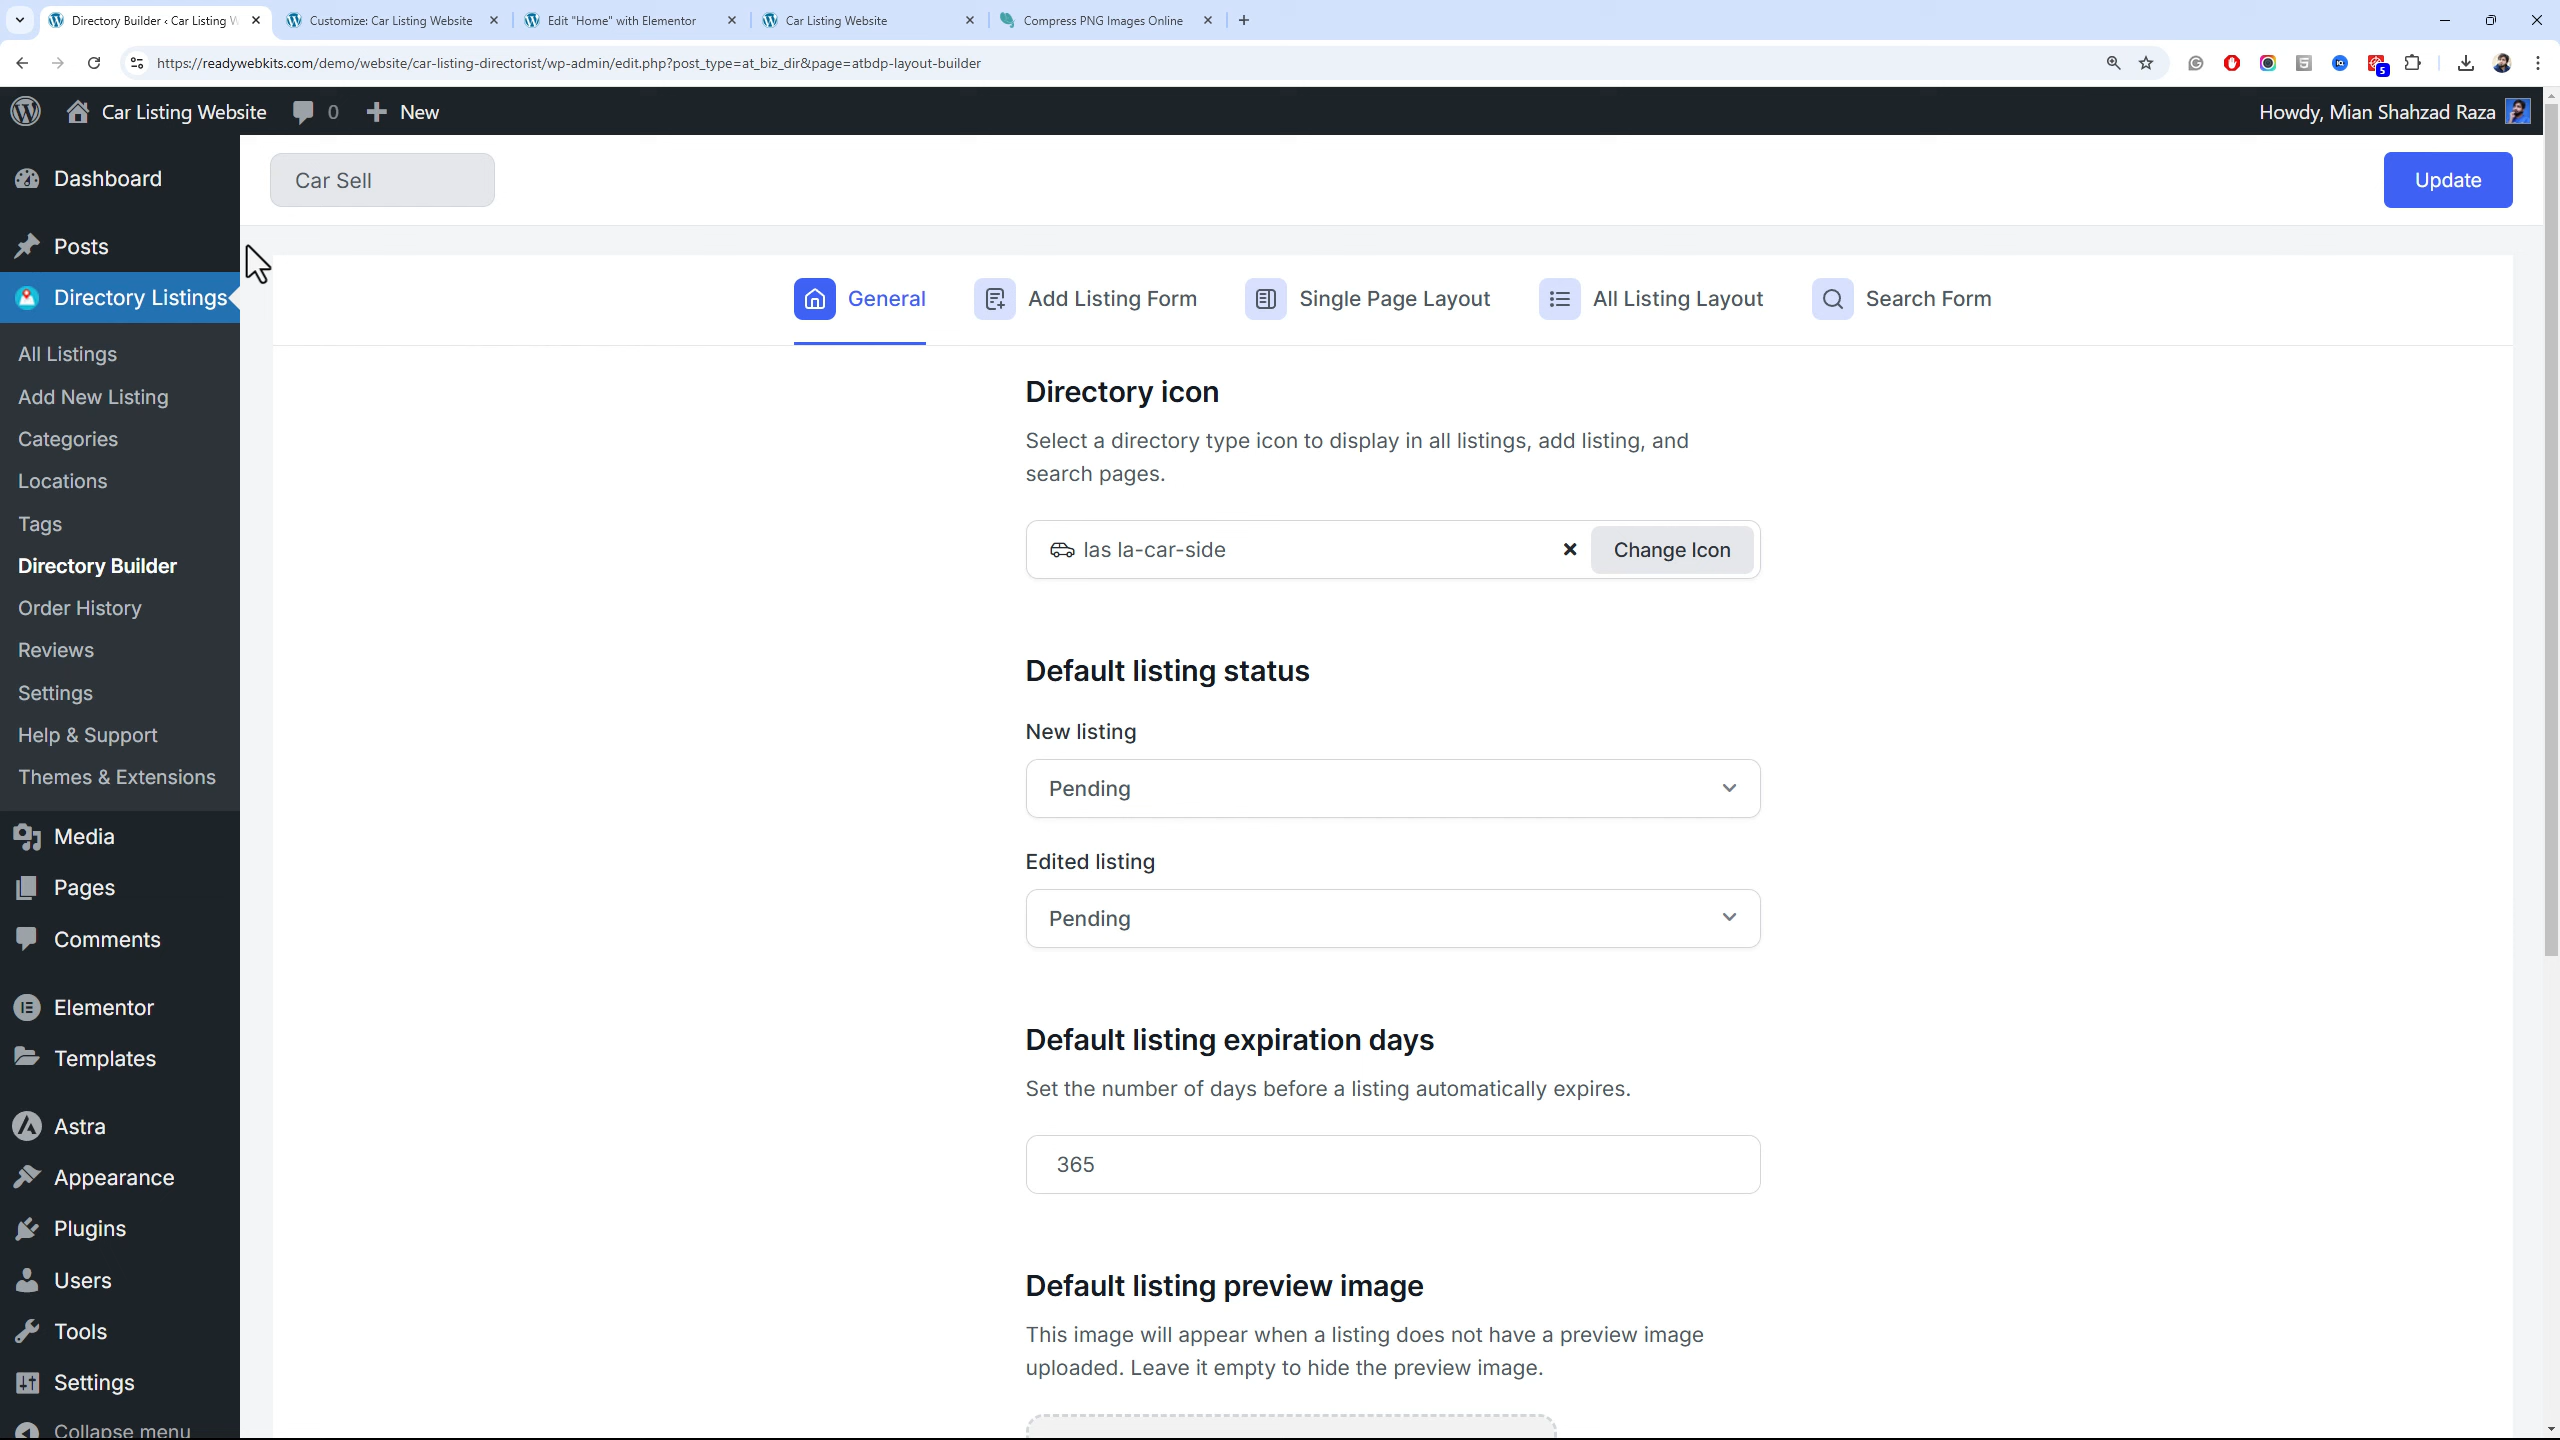 Directory Builder ‹ Car Listing W
Customize: Car Listing Website
Edit "Home" with Elementor
Car Listing Website
Compress PNG Images Online
https://readywebkits.com/demo/website/car-listing-directorist/wp-admin/edit.php?post_type=at_biz_dir&page=atbdp-layout-builder
5
Car Listing Website
0
New
Howdy, Mian Shahzad Raza
Dashboard
Posts
Directory Listings
All Listings
Add New Listing
Categories
Locations
Tags
Directory Builder
Order History
Reviews
Settings
Help & Support
Themes & Extensions
Media
Pages
Comments
Elementor
Templates
Astra
Appearance
Plugins
Users
Tools
Settings
Collapse menu
Car Sell
Update
General
Add Listing Form
Single Page Layout
All Listing Layout
Search Form
Directory icon
Select a directory type icon to display in all listings, add listing, and
search pages.
las la-car-side
Change Icon
Default listing status
New listing
Pending
Edited listing
Pending
Default listing expiration days
Set the number of days before a listing automatically expires.
365
Default listing preview image
This image will appear when a listing does not have a preview image
uploaded. Leave it empty to hide the preview image.